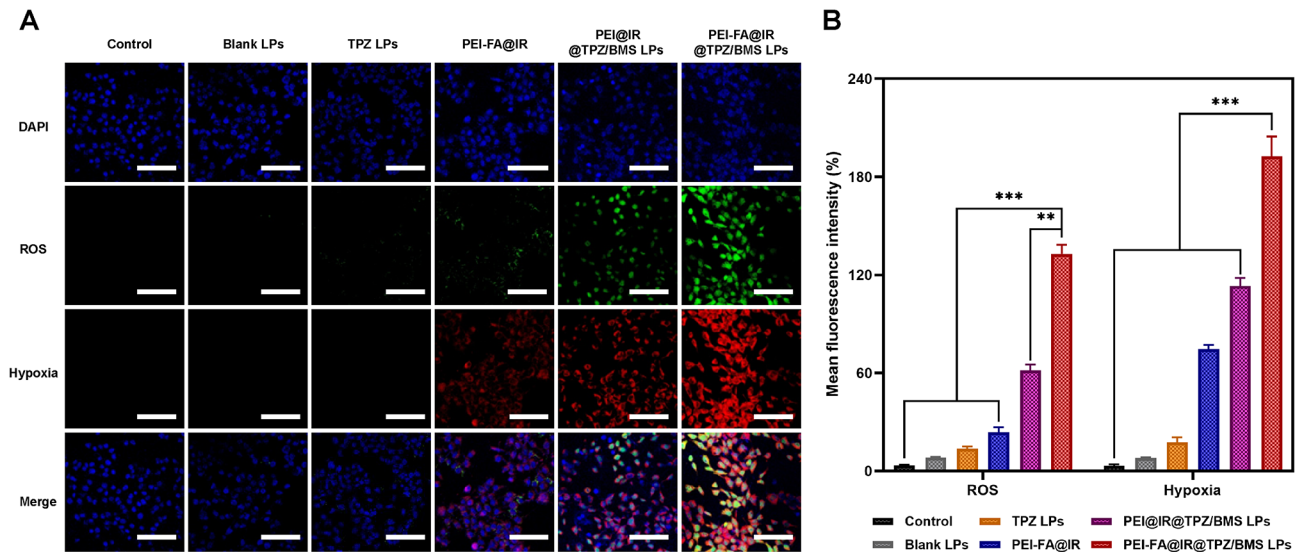 A
Control
Blank LPs
TPZ LPs
PEI-FA@IR
PEI@IR
@TPZ/BMS LPs
PEI-FA@IR
@TPZ/BMS LPs
DAPI
ROS
Hypoxia
Merge
B
Mean fluorescence intensity (%)
240
180
120
60
0
***
**
***
ROS
Hypoxia
Control
TPZ LPs
PEI@IR@TPZ/BMS LPs
Blank LPs
PEI-FA@IR
PEI-FA@IR@TPZ/BMS LPs